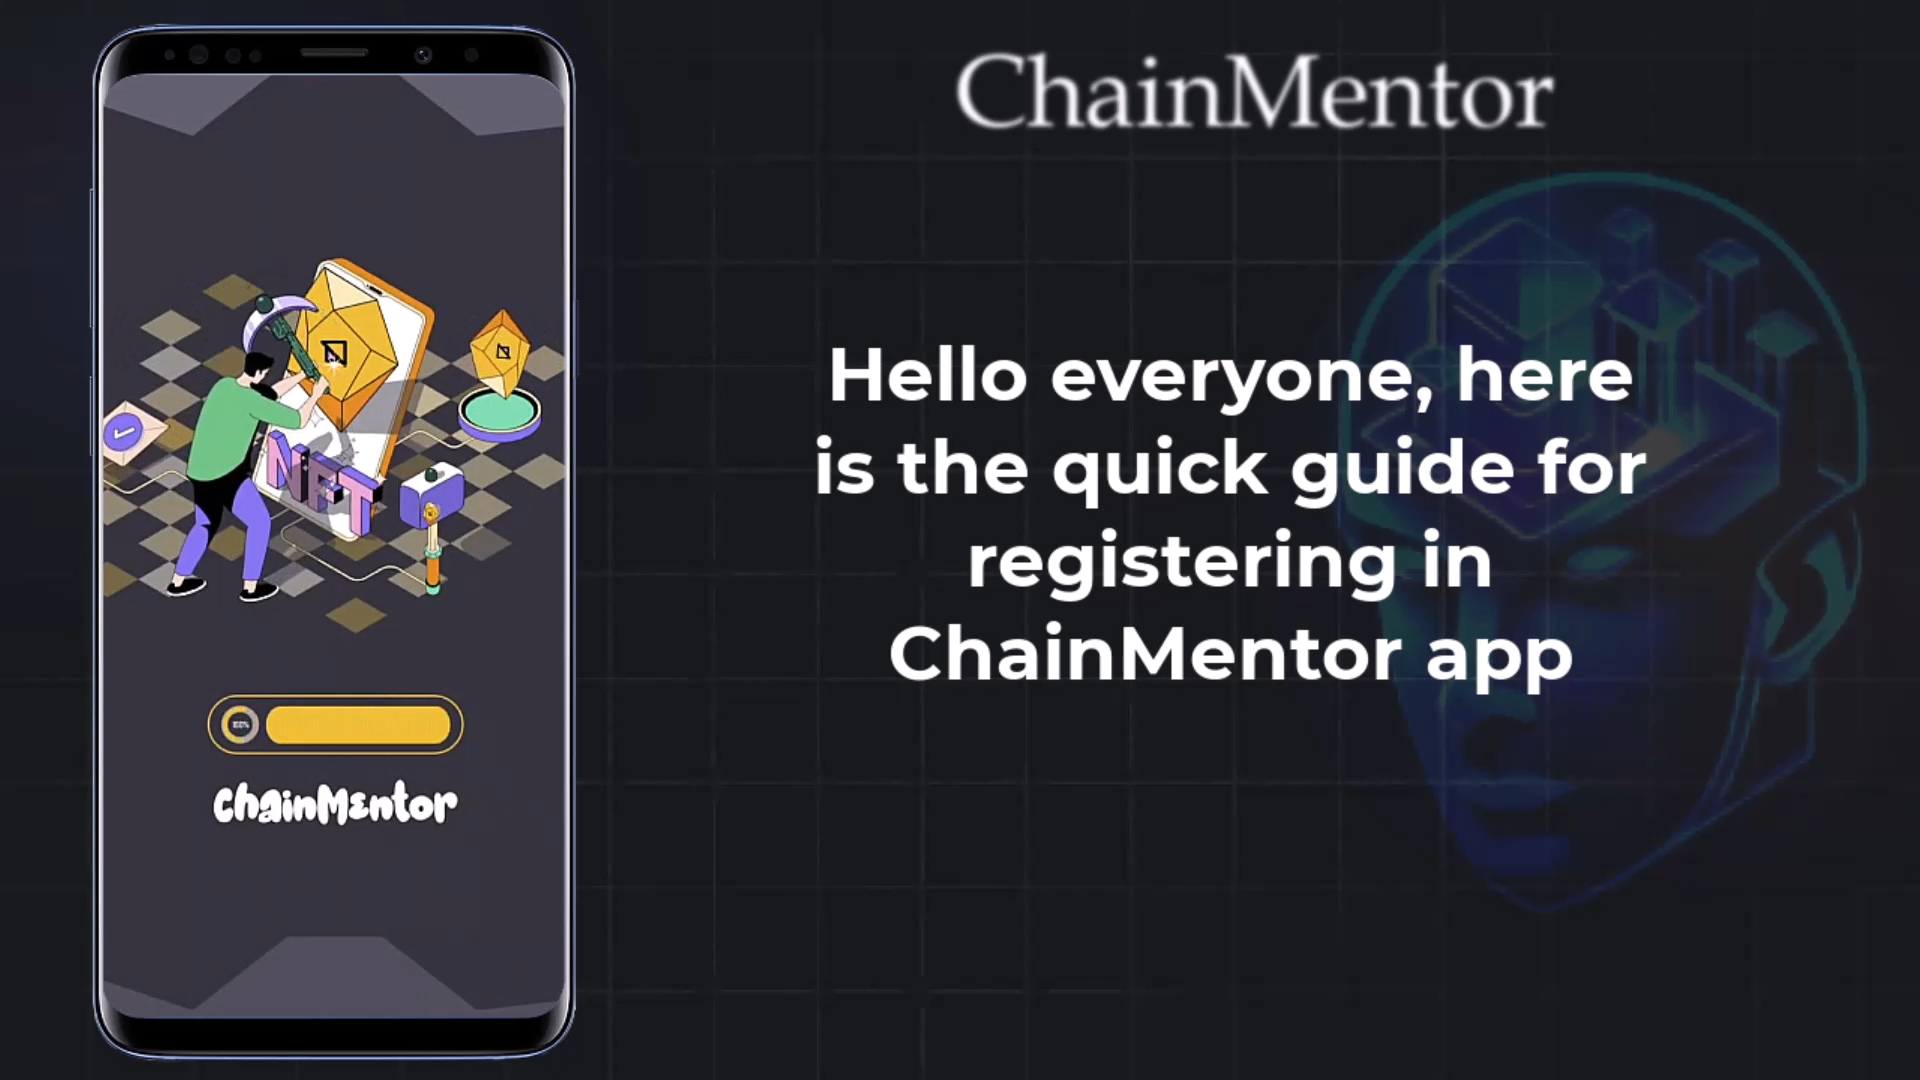 ChainMentor
Hello everyone, here
is the quick guide for
registering in
ChainMentor app
NFT
100%
ChainMentor